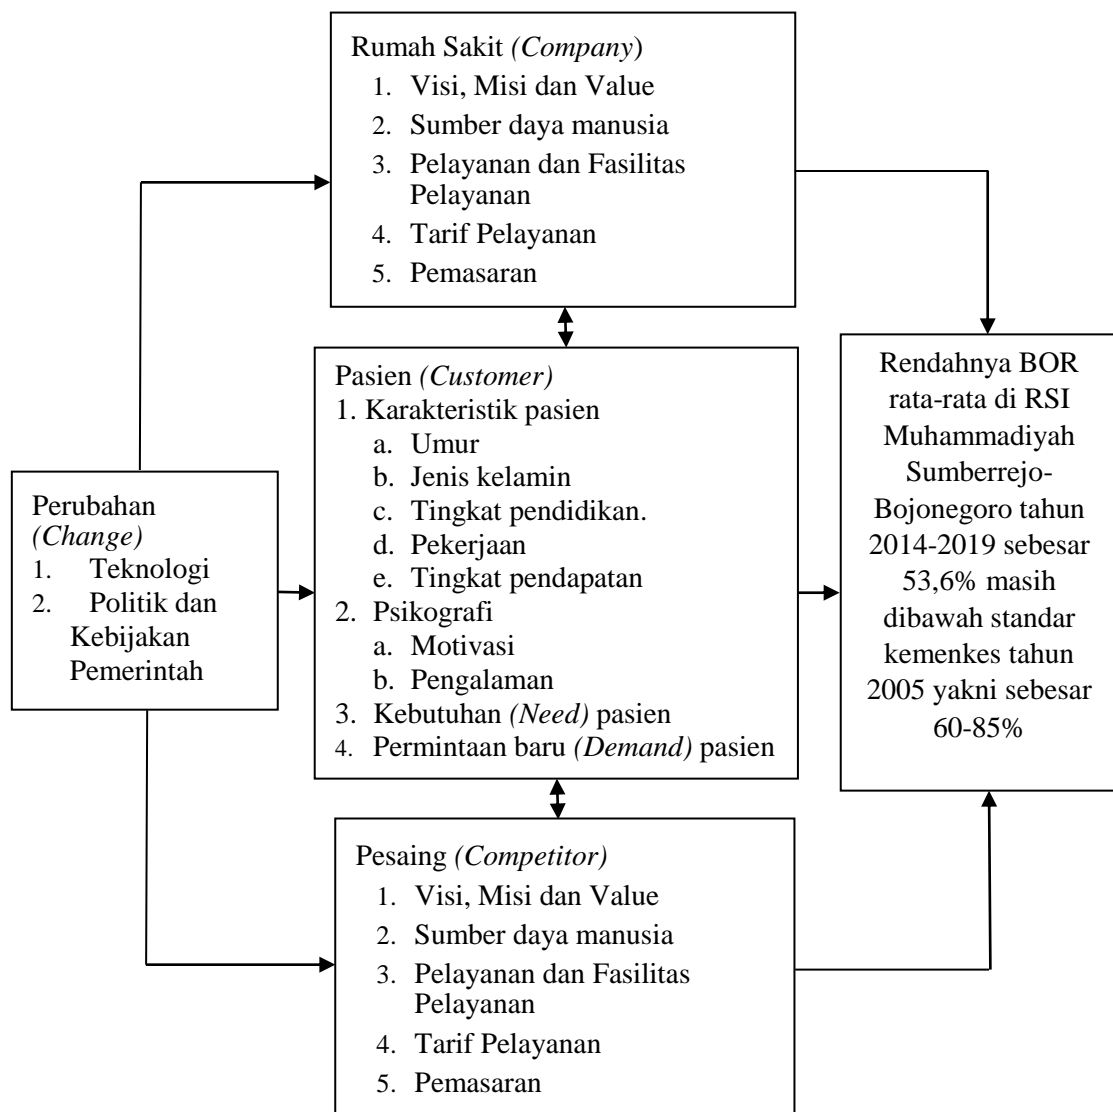 Rumah Sakit (Company)
1. Visi, Misi dan Value
2. Sumber daya manusia
3. Pelayanan dan Fasilitas
Pelayanan
4. Tarif Pelayanan
5. Pemasaran
Perubahan
(Change)
1. Teknologi
2. Politik dan
Kebijakan
Pemerintah
Pasien (Customer)
1. Karakteristik pasien
a. Umur
b. Jenis kelamin
c. Tingkat pendidikan.
d. Pekerjaan
e. Tingkat pendapatan
2. Psikografi
a. Motivasi
b. Pengalaman
3. Kebutuhan (Need) pasien
4. Permintaan baru (Demand) pasien
Rendahnya BOR
rata-rata di RSI
Muhammadiyah
Sumberrejo-
Bojonegoro tahun
2014-2019 sebesar
53,6% masih
dibawah standar
kemenkes tahun
2005 yakni sebesar
60-85%
Pesaing (Competitor)
1. Visi, Misi dan Value
2. Sumber daya manusia
3. Pelayanan dan Fasilitas
Pelayanan
4. Tarif Pelayanan
5. Pemasaran